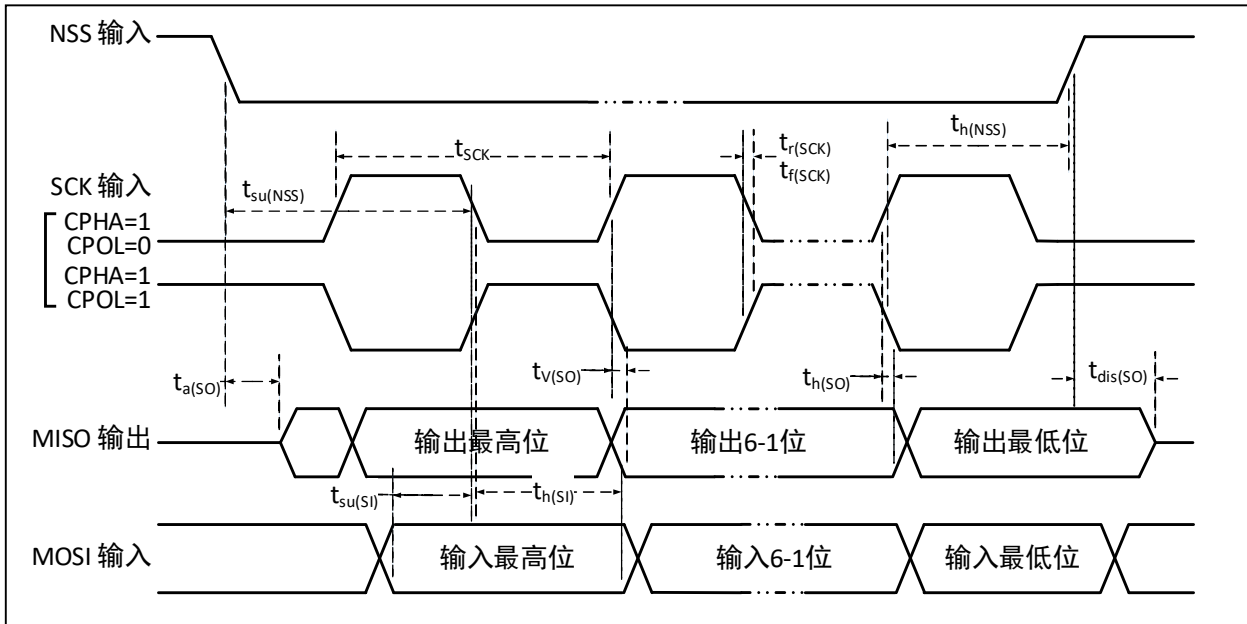 NSS 输入
t_h(NSS)
t_SCK
t_r(SCK)
t_f(SCK)
SCK 输入
t_su(NSS)
CPHA=1
CPOL=0
CPHA=1
CPOL=1
t_a(SO)
t_V(SO)
t_h(SO)
t_dis(SO)
MISO 输出
输出最高位
输出6-1位
输出最低位
t_su(SI)
t_h(SI)
MOSI 输入
输入最高位
输入6-1位
输入最低位